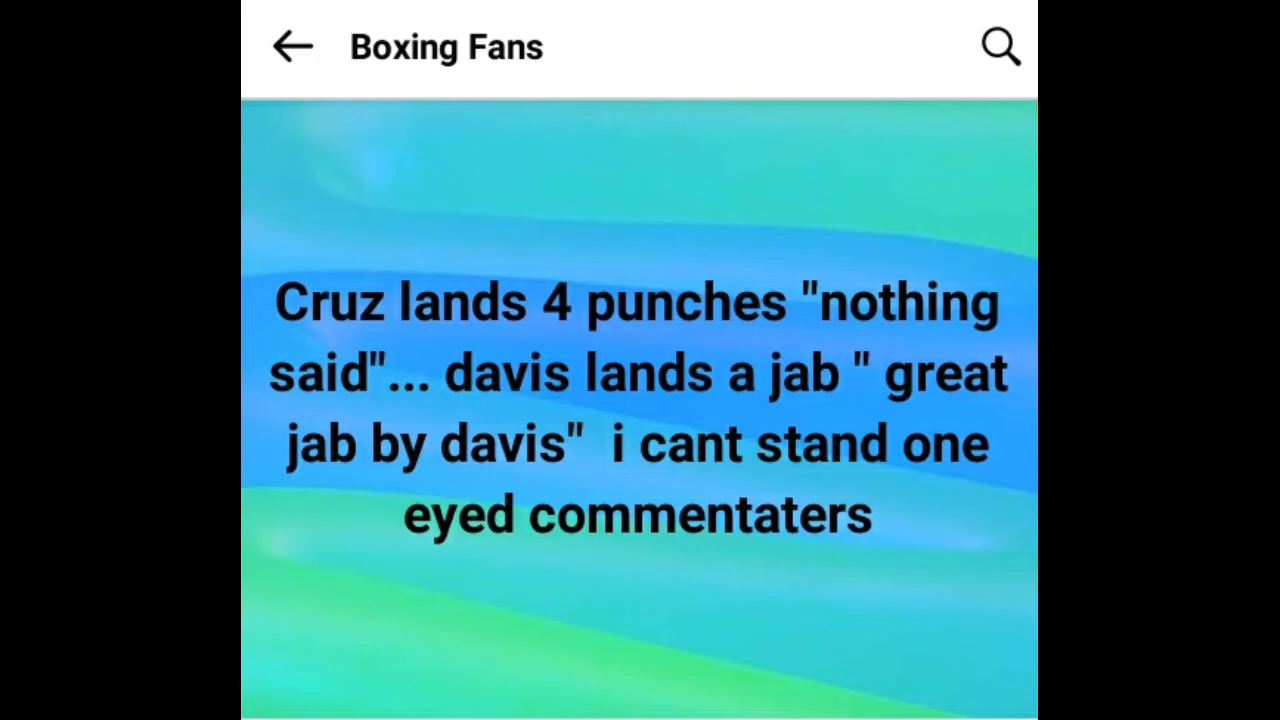 Boxing Fans
Cruz lands 4 punches "nothing
said"... davis lands a jab " great
jab by davis"  i cant stand one
eyed commentaters